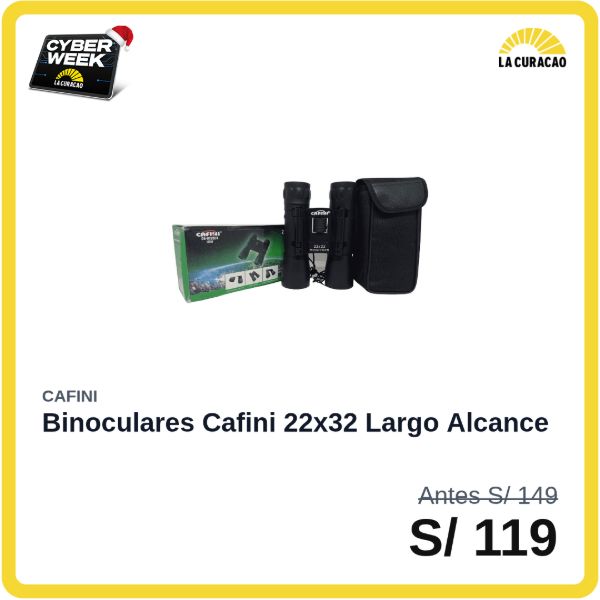 CYBER
WEEK
LA CURACAO
LA CURACAO
CAFINI
22x32
CAFINI
Binoculares Cafini 22x32 Largo Alcance
Antes S/ 149
S/ 119